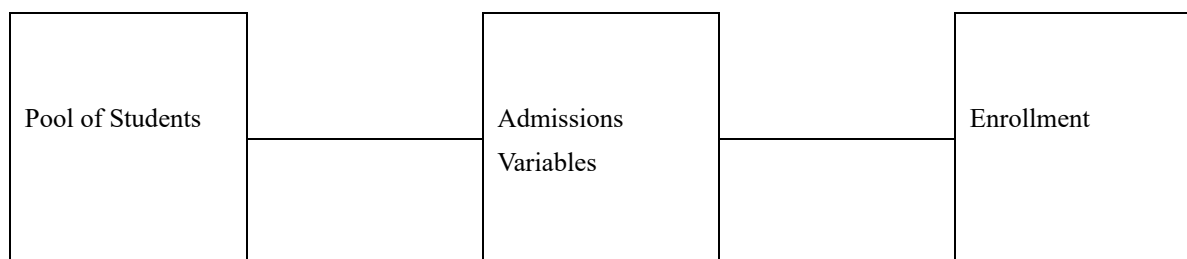 Pool of Students
Admissions
Variables
Enrollment